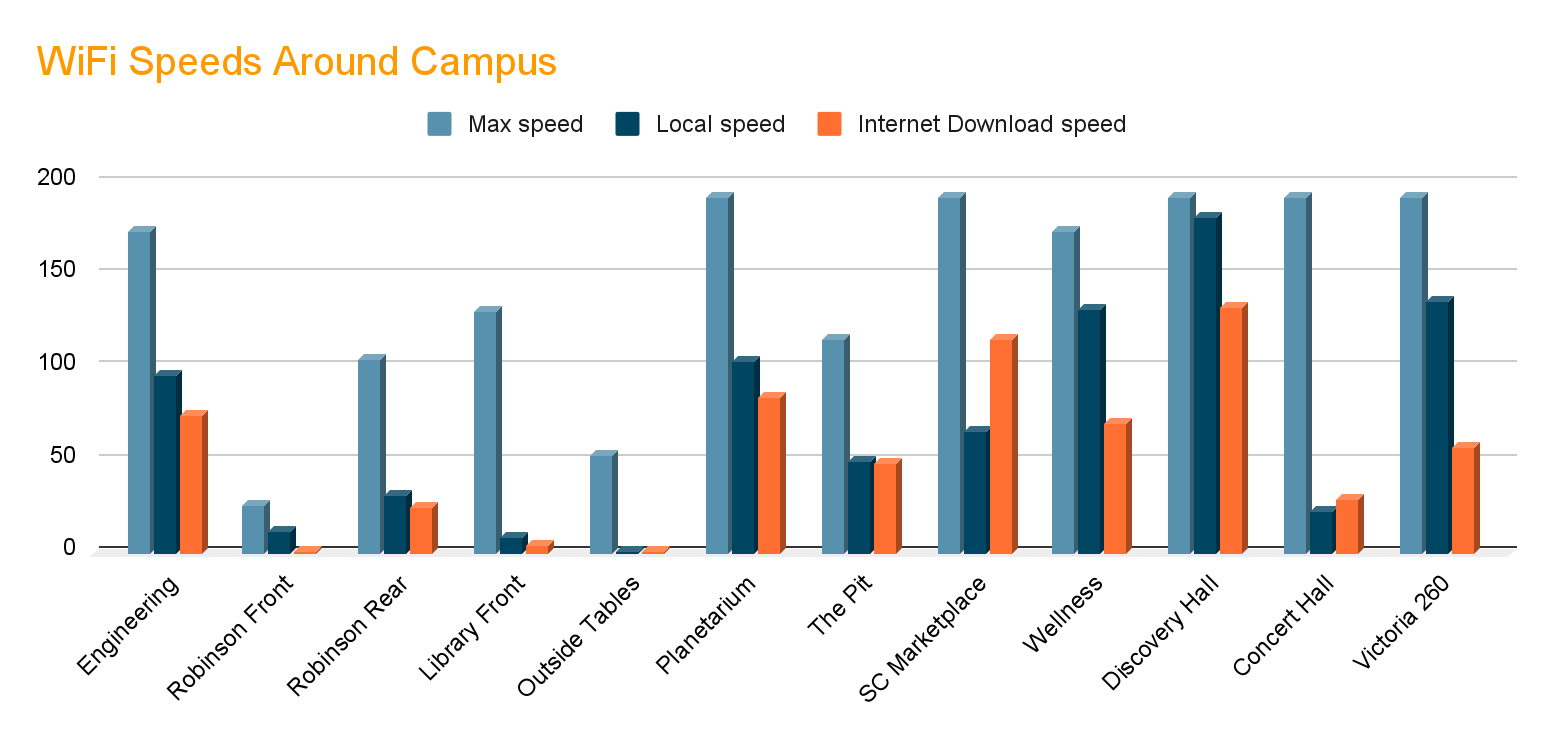 WiFi Speeds Around Campus
Max speed Local speed Internet Download speed
200
150
100
50
0
Engineering
Robinson Front
Robinson Rear
Library Front
Outside Tables
Planetarium
The Pit
SC Marketplace
Wellness
Discovery Hall
Concert Hall
Victoria 260